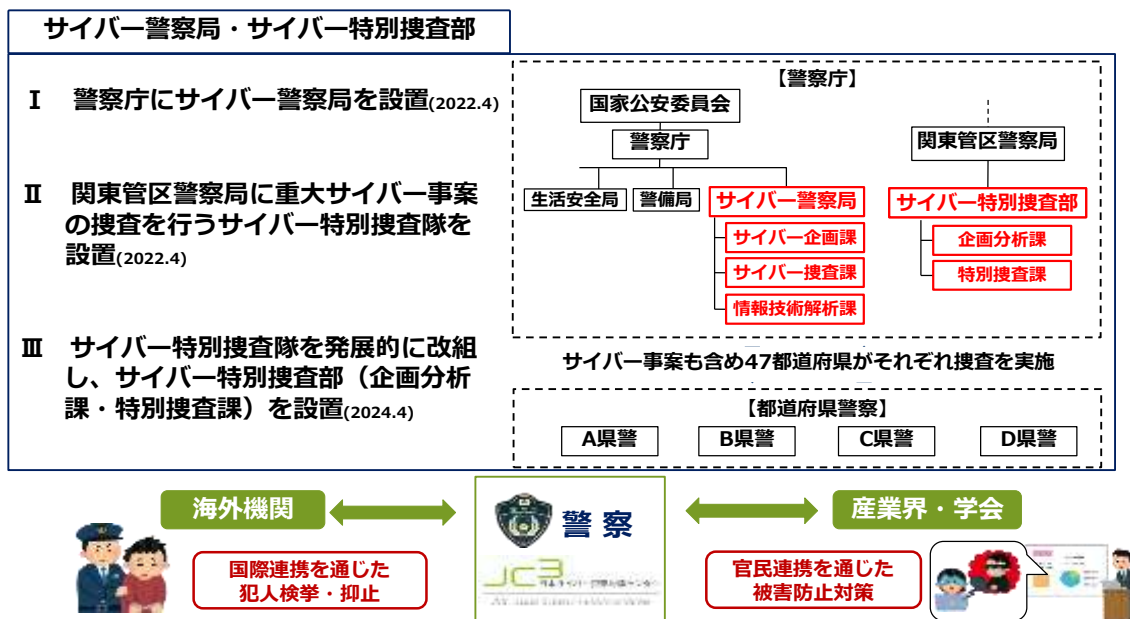 サイバー警察局・サイバー特別捜査部
Ⅰ 警察庁にサイバー警察局を設置(2022.4)
Ⅱ 関東管区警察局に重大サイバー事案
の捜査を行うサイバー特別捜査隊を
設置(2022.4)
Ⅲ サイバー特別捜査隊を発展的に改組
し、サイバー特別捜査部（企画分析
課・特別捜査課）を設置(2024.4)
【警察庁】
国家公安委員会
警察庁
関東管区警察局
生活安全局
警備局
サイバー警察局
サイバー特別捜査部
サイバー企画課
企画分析課
サイバー捜査課
特別捜査課
情報技術解析課
サイバー事案も含め47都道府県がそれぞれ捜査を実施
【都道府県警察】
A県警
B県警
C県警
D県警
海外機関
警察
産業界・学会
国際連携を通じた
犯人検挙・抑止
JC3
官民連携を通じた
被害防止対策